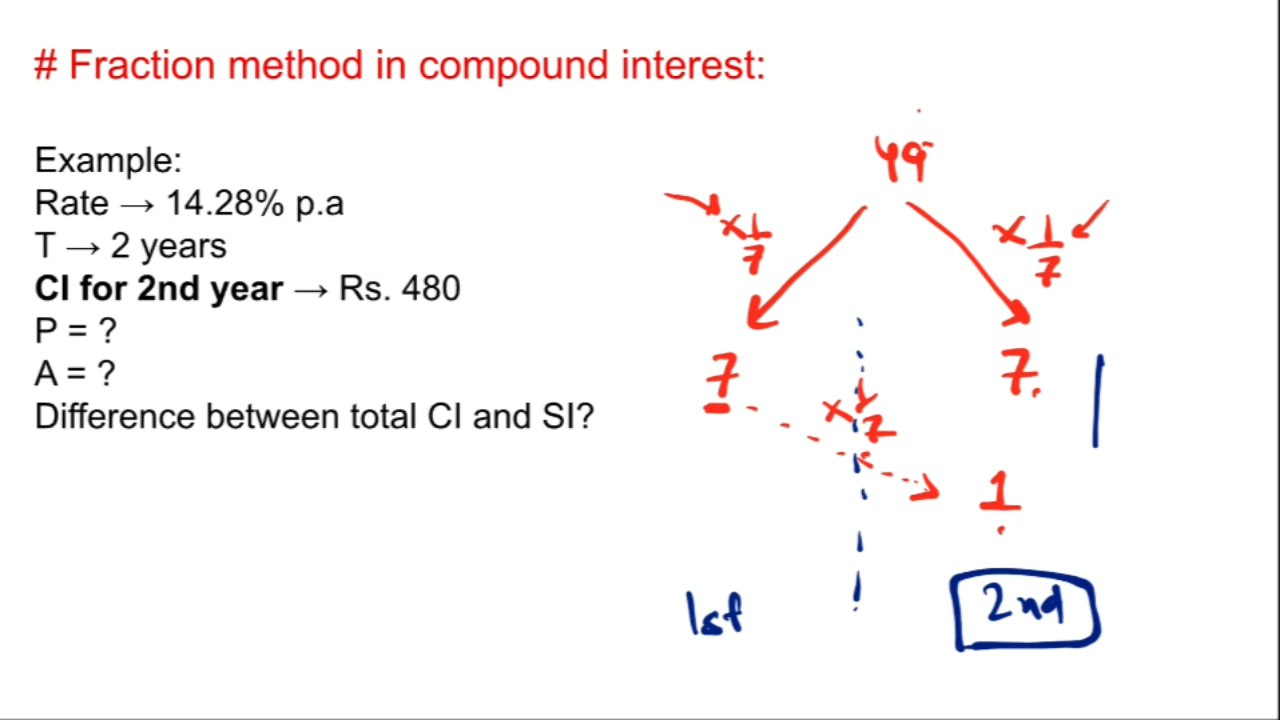 # Fraction method in compound interest:
Example:
Rate → 14.28% p.a
T → 2 years
CI for 2nd year → Rs. 480
P = ?
A = ?
Difference between total CI and SI?
49
×1/7 ×1/7
7 7
×1/7
1
1st 2nd